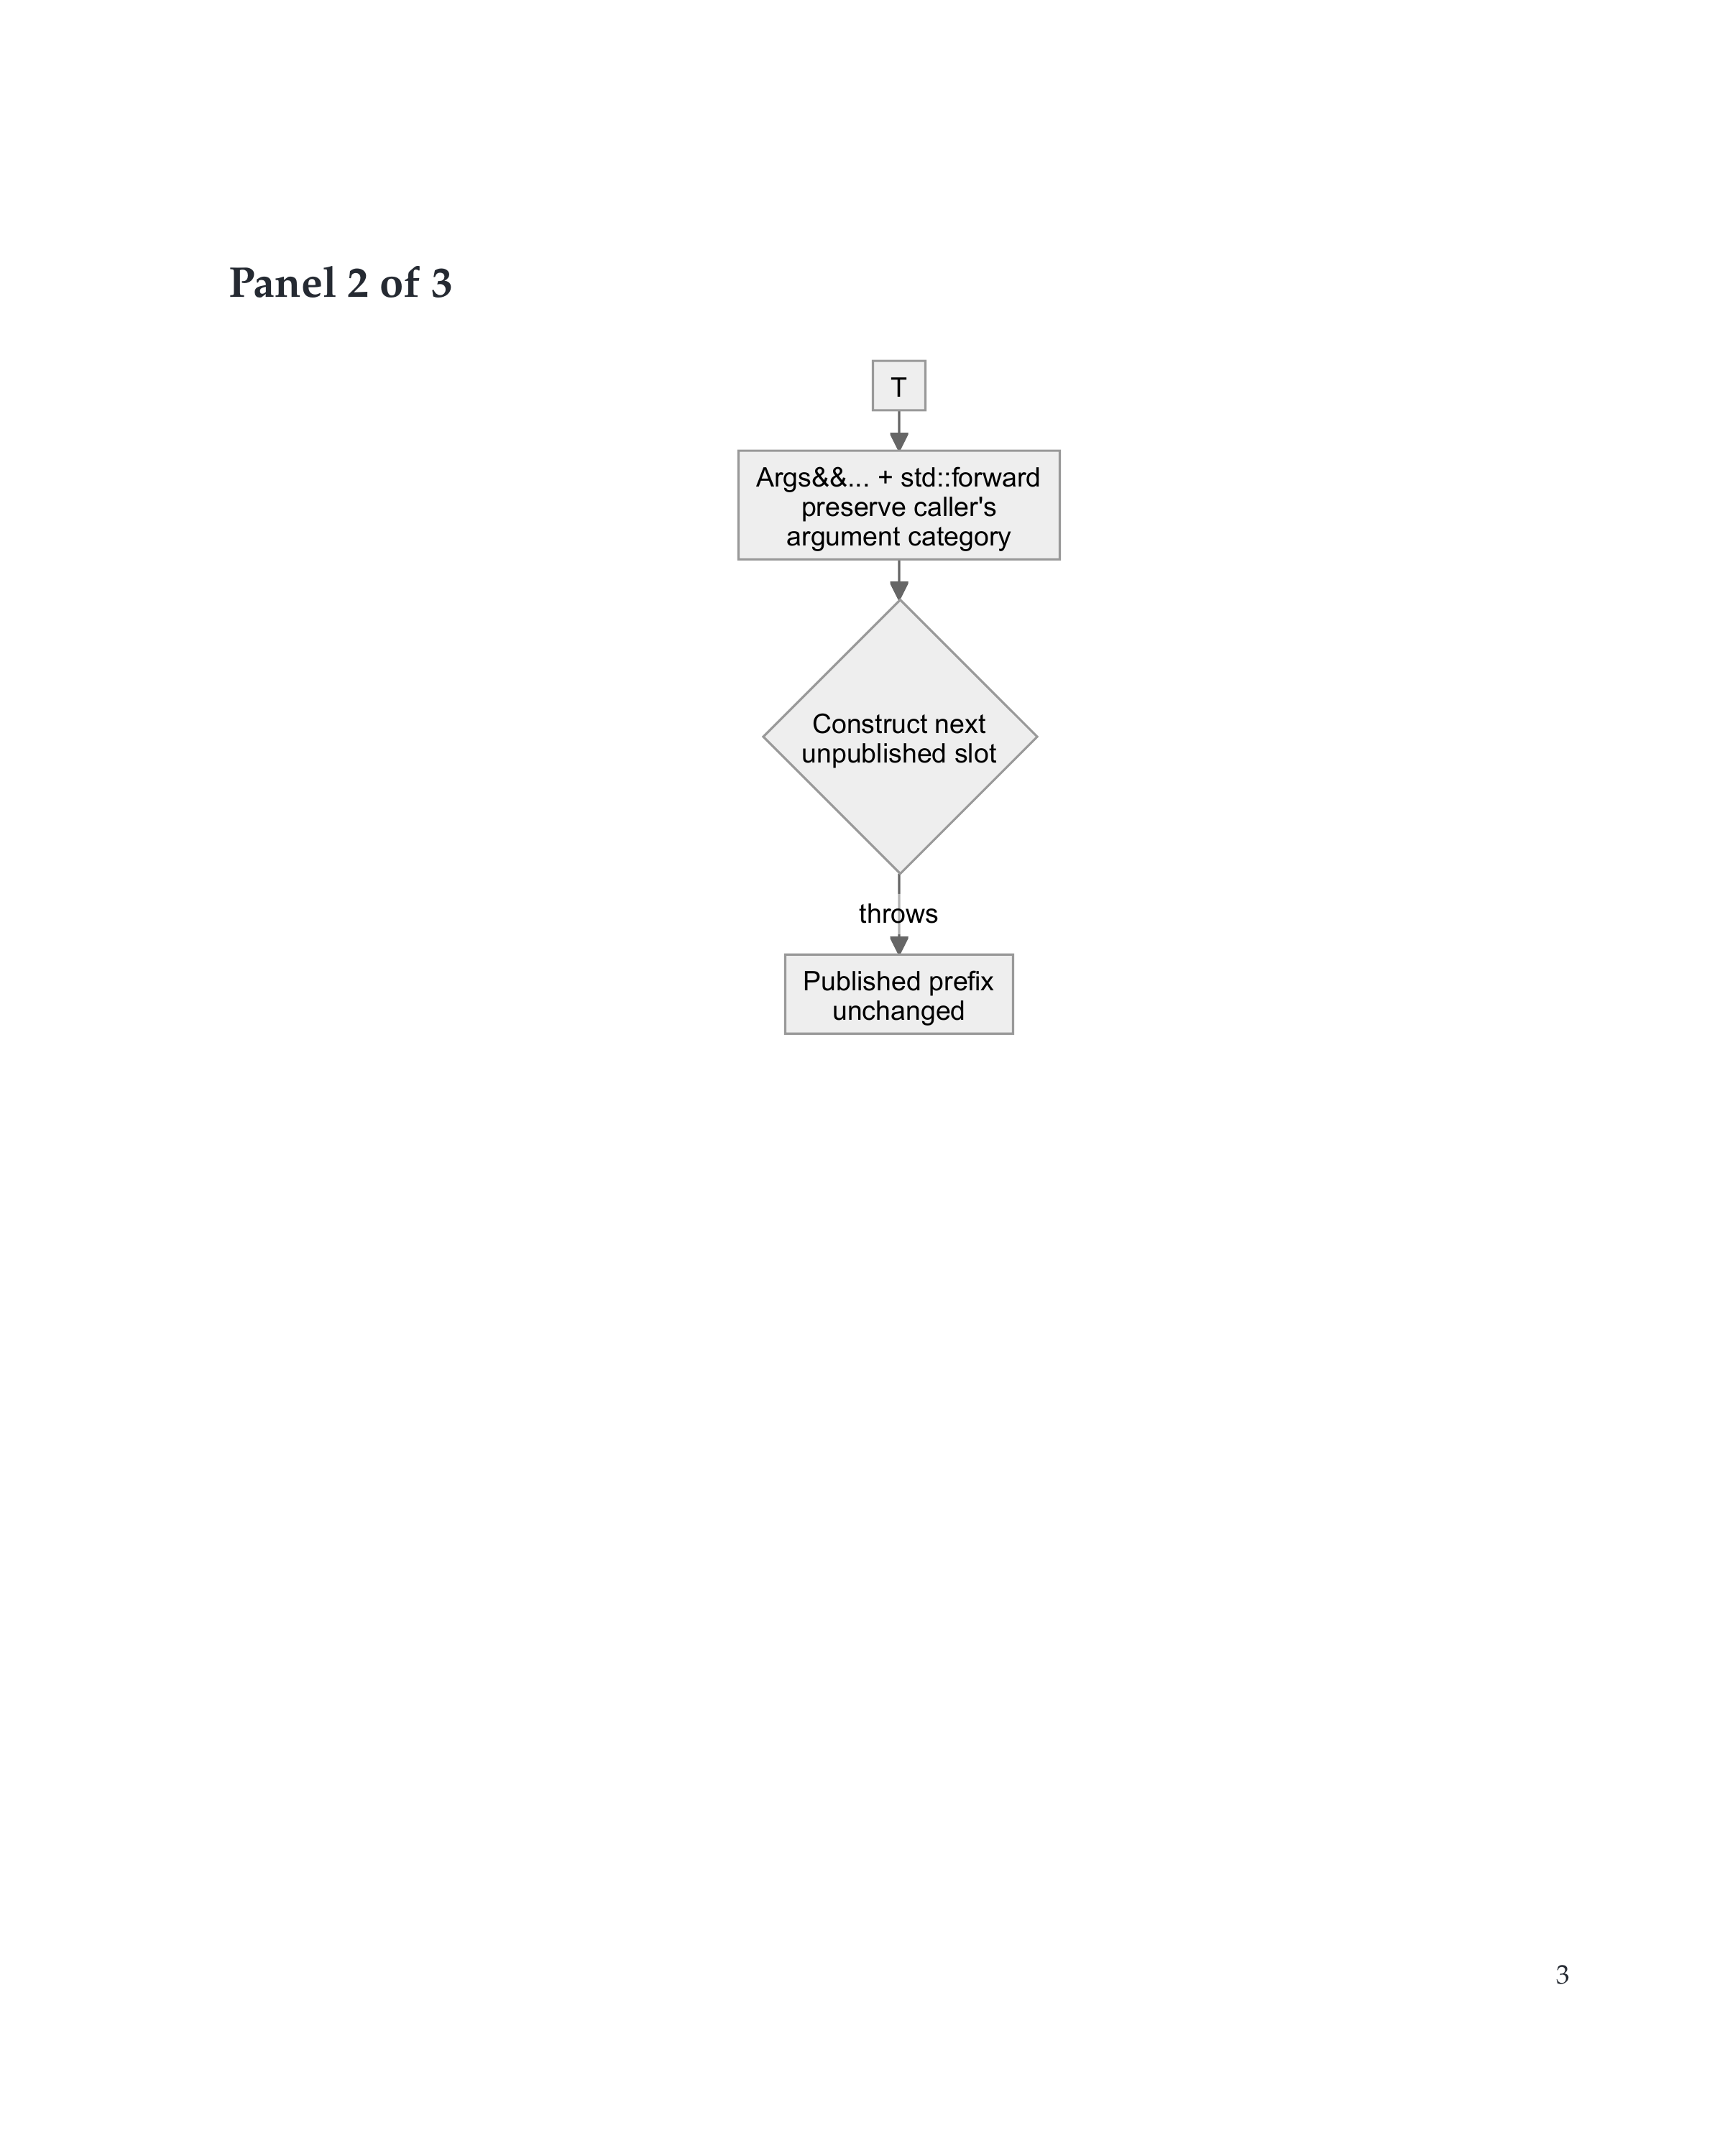 Panel 2 of 3
T
Args&&... + std::forward
preserve caller's
argument category
Construct next
unpublished slot
throws
Published prefix
unchanged
3